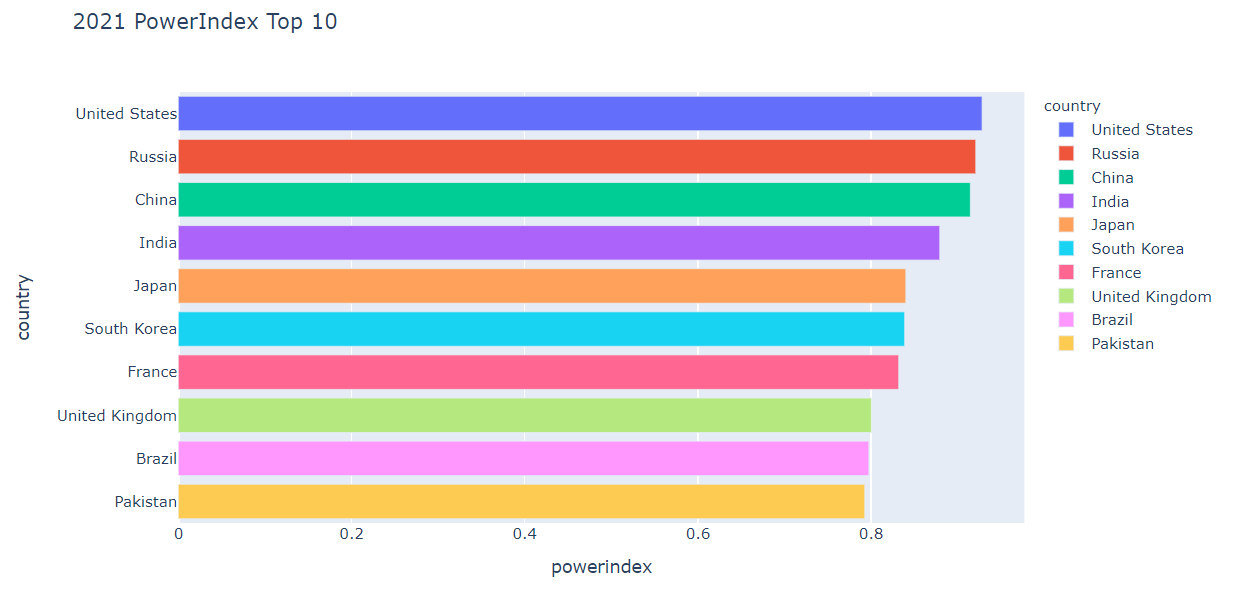 2021 PowerIndex Top 10
country
United States
Russia
China
India
Japan
South Korea
France
United Kingdom
Brazil
Pakistan
0 0.2 0.4 0.6 0.8
powerindex
country
United States
Russia
China
India
Japan
South Korea
France
United Kingdom
Brazil
Pakistan